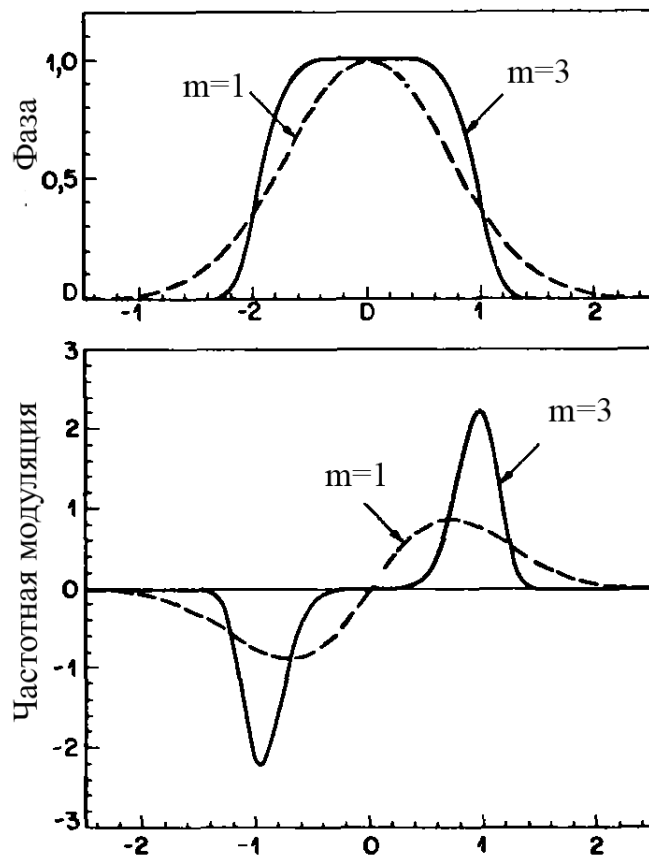 1,0
m=1
m=3
Фаза
0,5
D
-1 -2 D 1 2
3
m=3
2
m=1
1
Частотная модуляция
0
-1
-2
-3
-2 -1 0 1 2